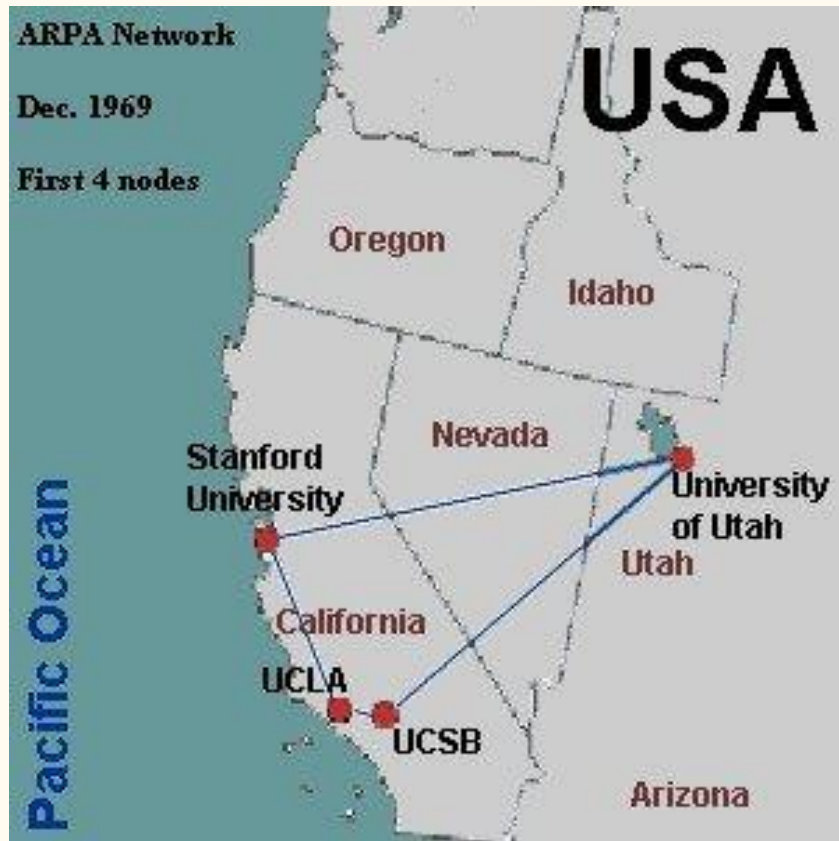 ARPA Network
Dec. 1969
First 4 nodes
USA
Oregon
Idaho
Nevada
Stanford
University
University
of Utah
Utah
California
UCLA
UCSB
Arizona
Pacific Ocean